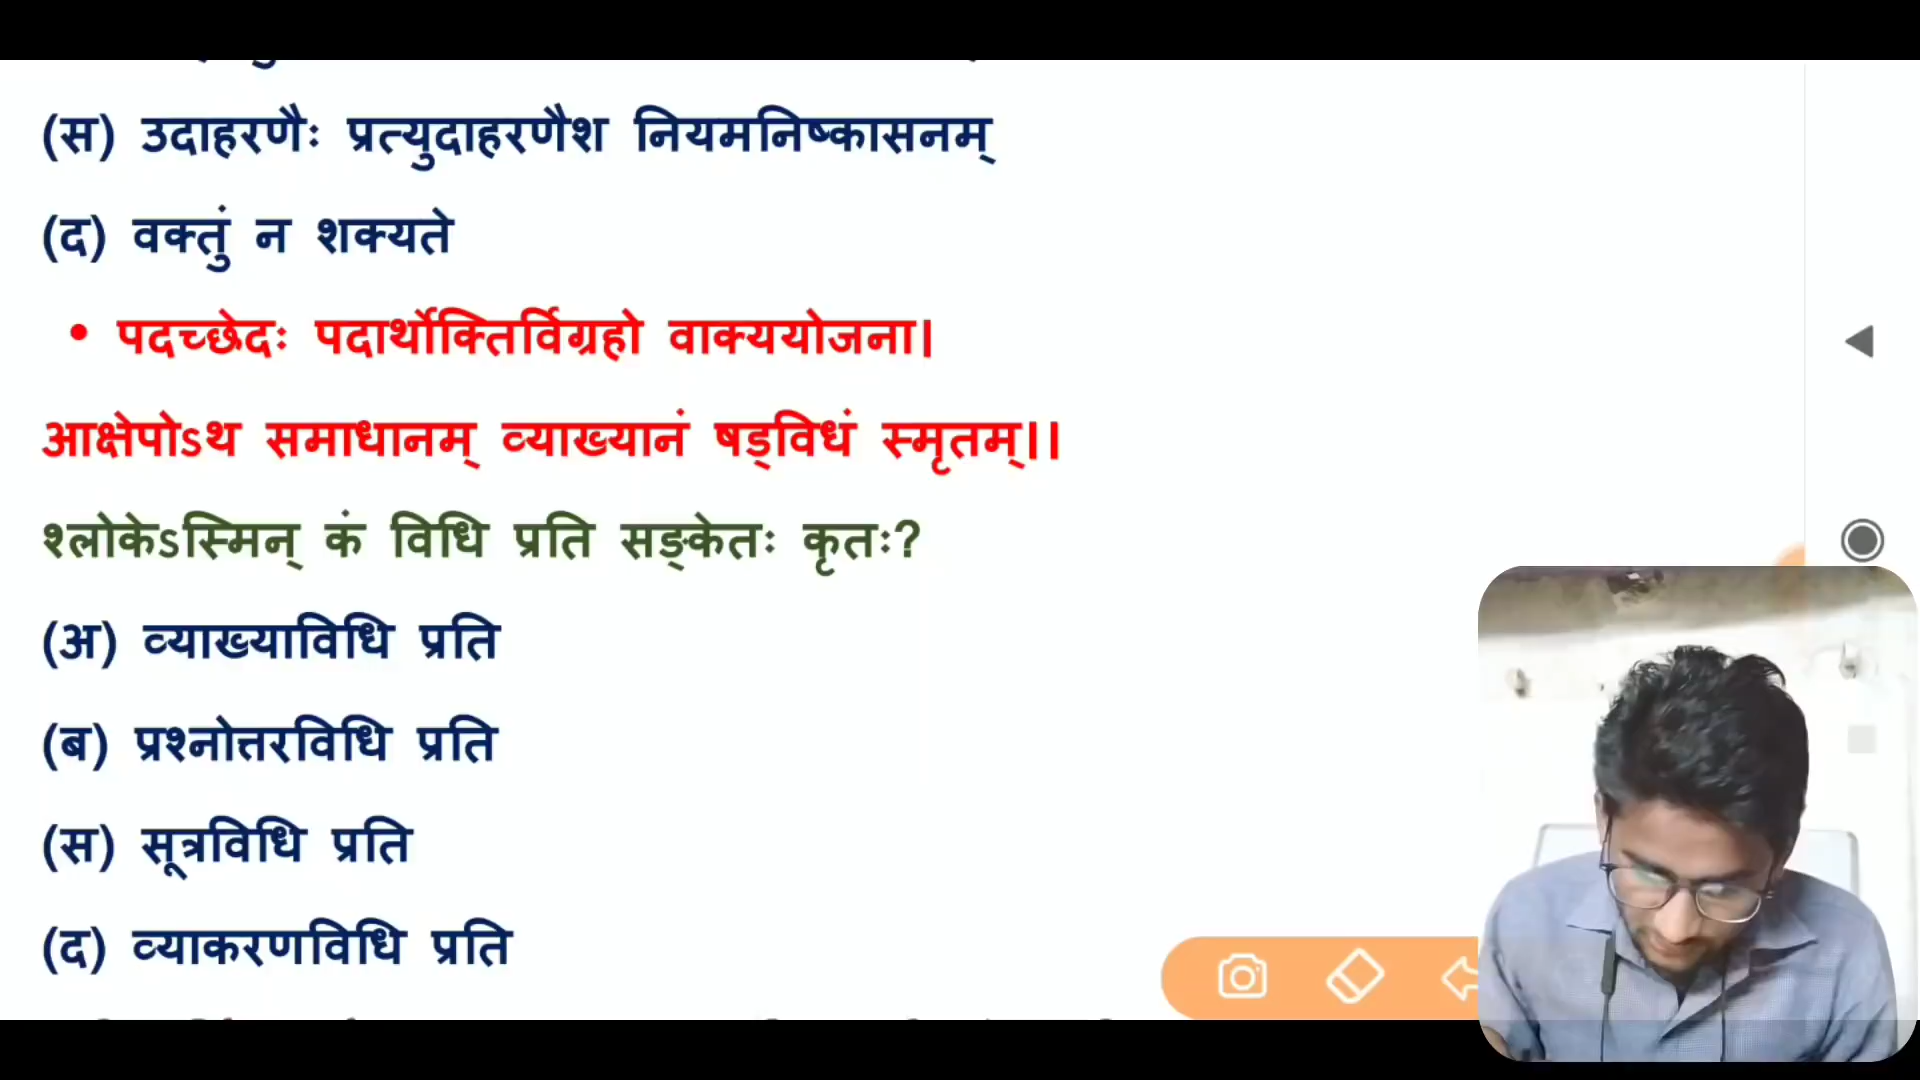 (स) उदाहरणैः प्रत्युदाहरणैश नियमनिष्कासनम्
(द) वक्तुं न शक्यते
• पदच्छेदः पदार्थोक्तिर्विग्रहो वाक्ययोजना।
आक्षेपोऽथ समाधानम् व्याख्यानं षड्विधं स्मृतम्।।
श्लोकेऽस्मिन् कं विधि प्रति सङ्केतः कृतः?
(अ) व्याख्याविधि प्रति
(ब) प्रश्नोत्तरविधि प्रति
(स) सूत्रविधि प्रति
(द) व्याकरणविधि प्रति